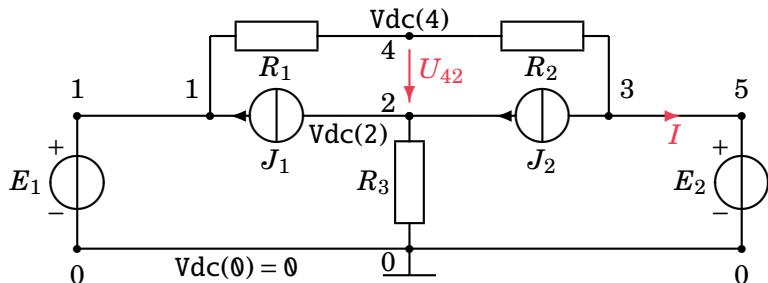 Vdc(4)
4
R₁
U₄₂
R₂
1
1
2
3
5
Vdc(2)
J₁
J₂
I
+
E₁
−
R₃
E₂
+
−
0
Vdc(0) = 0
0
0